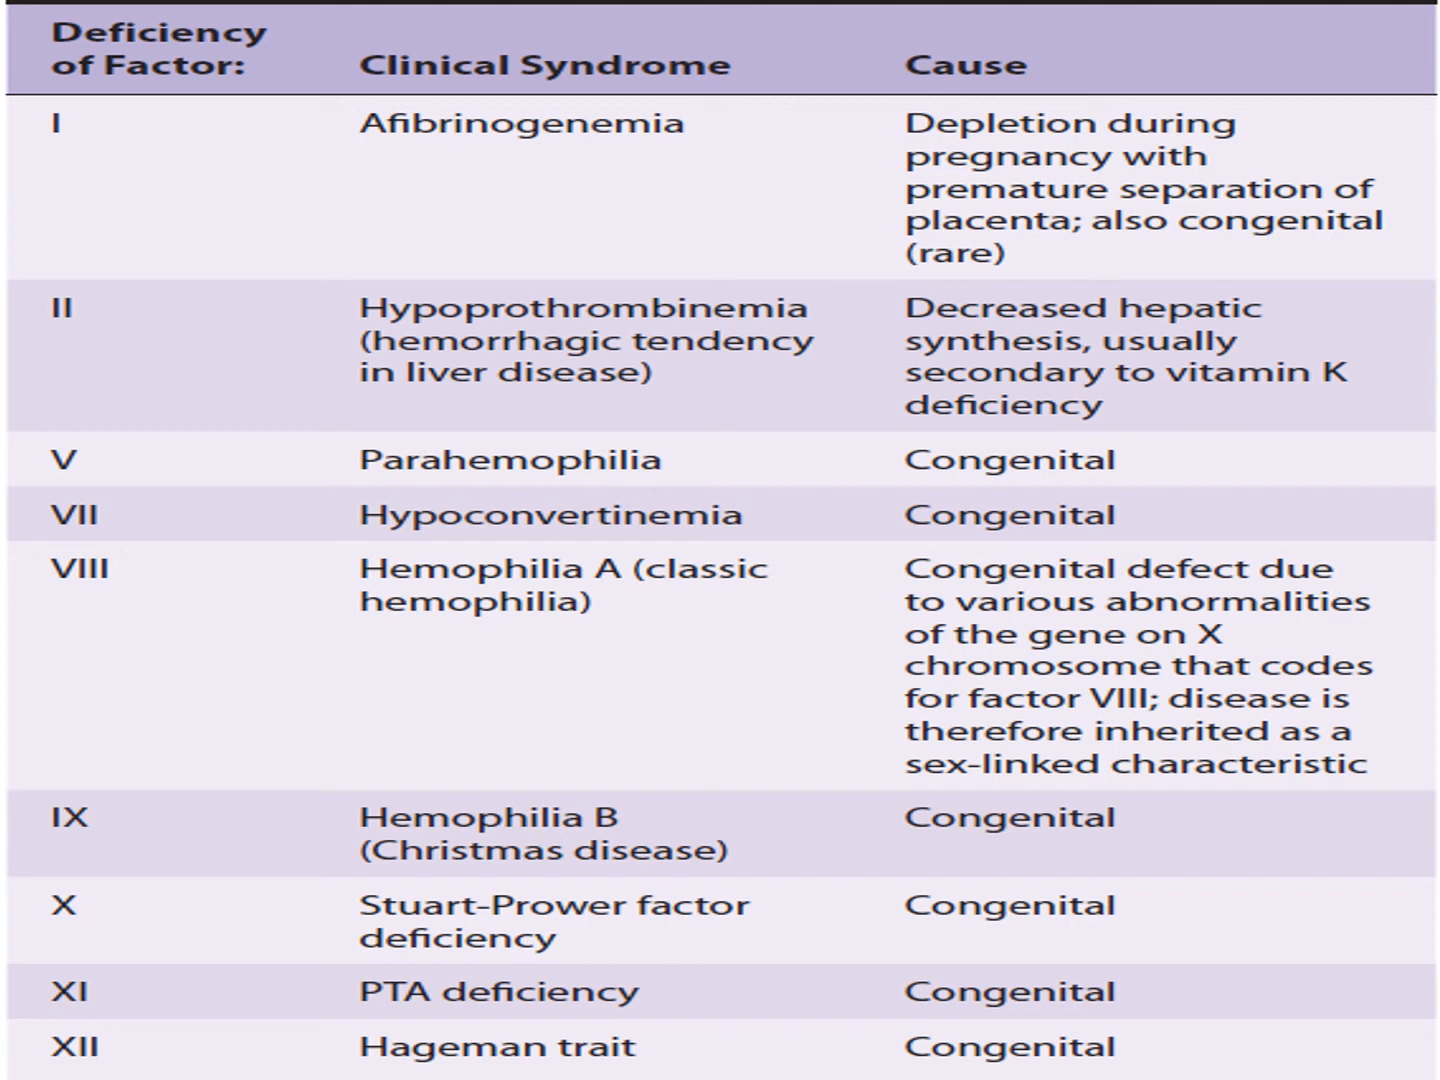 Deficiency
of Factor: Clinical Syndrome Cause
I Afibrinogenemia Depletion during
pregnancy with
premature separation of
placenta; also congenital
(rare)
II Hypoprothrombinemia Decreased hepatic
(hemorrhagic tendency synthesis, usually
in liver disease) secondary to vitamin K
deficiency
V Parahemophilia Congenital
VII Hypoconvertinemia Congenital
VIII Hemophilia A (classic Congenital defect due
hemophilia) to various abnormalities
of the gene on X
chromosome that codes
for factor VIII; disease is
therefore inherited as a
sex-linked characteristic
IX Hemophilia B Congenital
(Christmas disease)
X Stuart-Prower factor Congenital
deficiency
XI PTA deficiency Congenital
XII Hageman trait Congenital